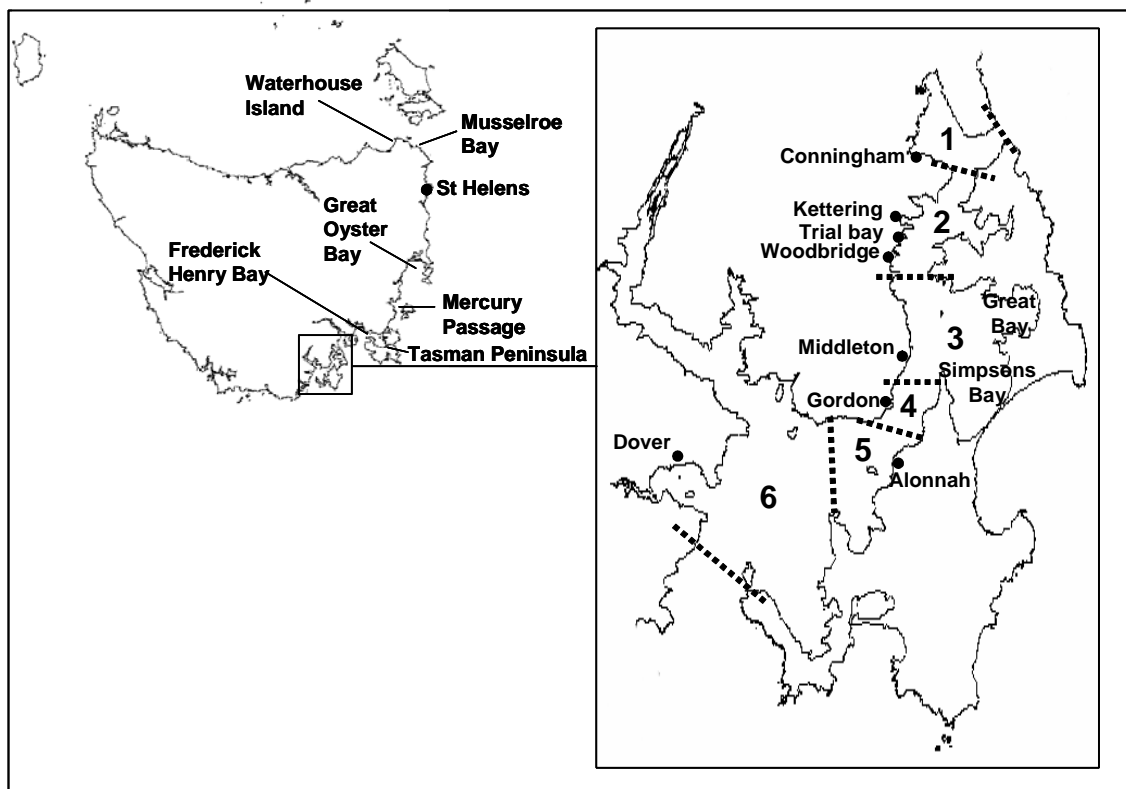 Waterhouse
Island
Musselroe
Bay
St Helens
Great
Oyster
Bay
Frederick
Henry Bay
Mercury
Passage
Tasman Peninsula
1
Conningham
Kettering
2
Trial bay
Woodbridge
Great
Bay
3
Middleton
Simpsons
Bay
Gordon
4
Dover
5
Alonnah
6